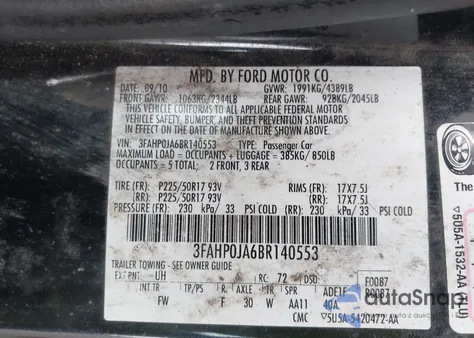 MFD. BY FORD MOTOR CO.
DATE: 09/10 GVWR: 1991KG/4389LB
FRONT GAWR: 1063KG/2344LB REAR GAWR: 928KG/2045LB
THIS VEHICLE CONFORMS TO ALL APPLICABLE FEDERAL MOTOR
VEHICLE SAFETY, BUMPER, AND THEFT PREVENTION STANDARDS
IN EFFECT ON THE DATE OF MANUFACTURE SHOWN ABOVE.
VIN: 3FAHP0JA6BR140553 TYPE: Passenger Car
MAXIMUM LOAD = OCCUPANTS + LUGGAGE = 385KG/850LB
OCCUPANTS = 5 TOTAL: 2 FRONT, 3 REAR
TIRE (FR): P225/50R17 93V RIMS (FR): 17X7.5J
(RR): P225/50R17 93V (RR): 17X7.5J
PRESSURE (FR): 230 kPa/ 33 PSI COLD (RR): 230 kPa/ 33 PSI COLD
3FAHP0JA6BR140553
TRAILER TOWING - SEE OWNER GUIDE
EXT PNT: UH RC: 72 DSO: F0087
INT TR TP/PS R AXLE TR SPR
FW F 30 W AA11 40A
CMC 5U5A-5420472-AA
5U5A-1532-AA
autoSnap